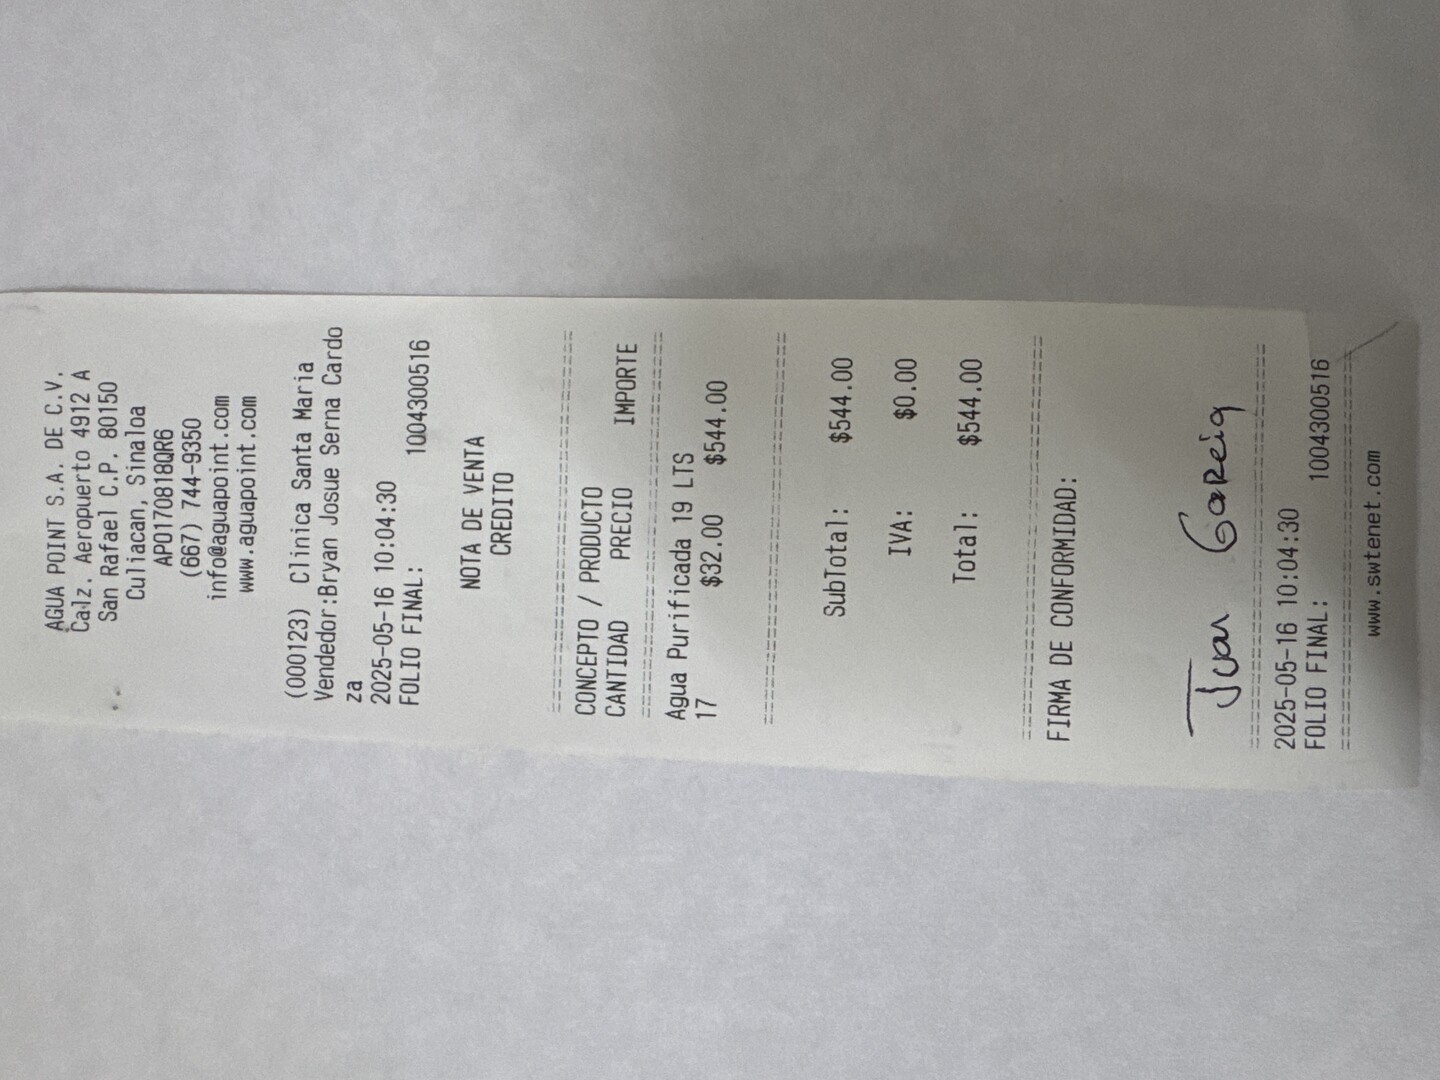 AGUA POINT S.A. DE C.V.
Calz. Aeropuerto 4912 A
San Rafael C.P. 80150
Culiacan, Sinaloa
APO170818QR6
(667) 744-9350
info@aguapoint.com
www.aguapoint.com
(000123) Clinica Santa Maria
Vendedor:Bryan Josue Serna Cardo
za
2025-05-16 10:04:30
FOLIO FINAL: 1004300516
NOTA DE VENTA
CREDITO
CONCEPTO / PRODUCTO
CANTIDAD PRECIO IMPORTE
Agua Purificada 19 LTS
17 $32.00 $544.00
SubTotal: $544.00
IVA: $0.00
Total: $544.00
FIRMA DE CONFORMIDAD:
Juan Garcia
2025-05-16 10:04:30
FOLIO FINAL: 1004300516
www.swtenet.com